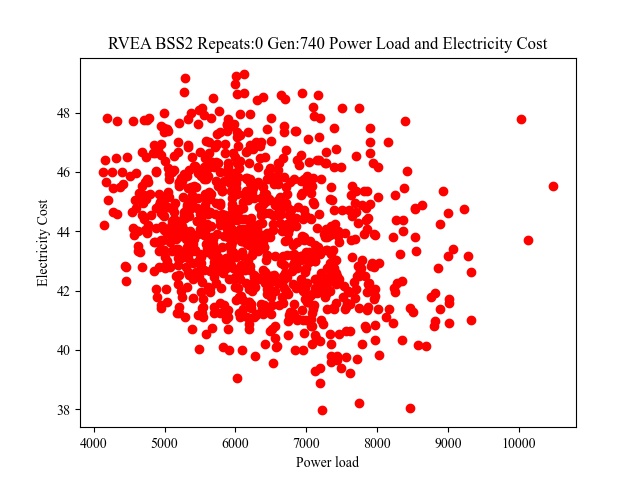 RVEA BSS2 Repeats:0 Gen:740 Power Load and Electricity Cost
Electricity Cost
48
46
44
42
40
38
4000 5000 6000 7000 8000 9000 10000
Power load